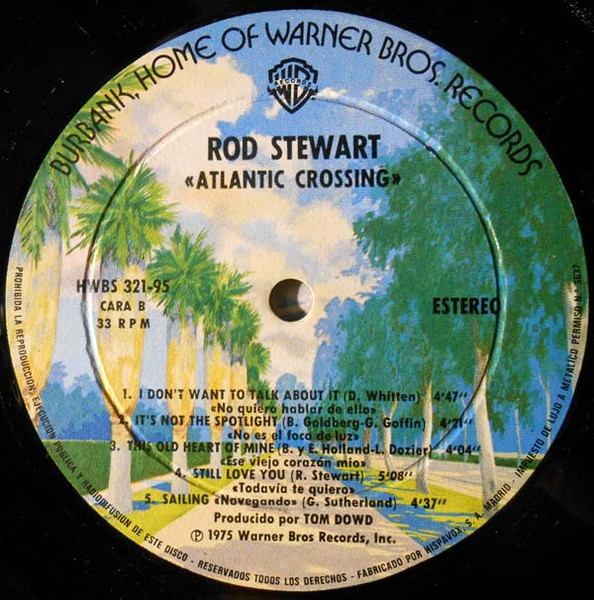 BURBANK, HOME OF WARNER BROS. RECORDS
RECORDS
ROD STEWART
«ATLANTIC CROSSING»
HWBS 321-95
CARA B
33 RPM
ESTEREO
1. I DON'T WANT TO TALK ABOUT IT (D. Whitten) 4'47''
«No quiero hablar de ello»
2. IT'S NOT THE SPOTLIGHT (B. Goldberg-G. Goffin) 4'21''
«No es el foco de luz»
3. THIS OLD HEART OF MINE (B. y E. Holland-L. Dozier) 4'04''
«Ese viejo corazón mio»
4. STILL LOVE YOU (R. Stewart) 5'08''
«Todavía te quiero»
5. SAILING «Navegando» (G. Sutherland) 4'37''
Producido por TOM DOWD
Ⓟ 1975 Warner Bros Records, Inc.
PROHIBIDA LA REPRODUCCION, EJECUCION PUBLICA Y RADIODIFUSION DE ESTE DISCO - RESERVADOS TODOS LOS DERECHOS - FABRICADO POR HISPAVOX, S. A. MADRID - IMPUESTO DE LUJO A METALICO PERMISO N.º 3637